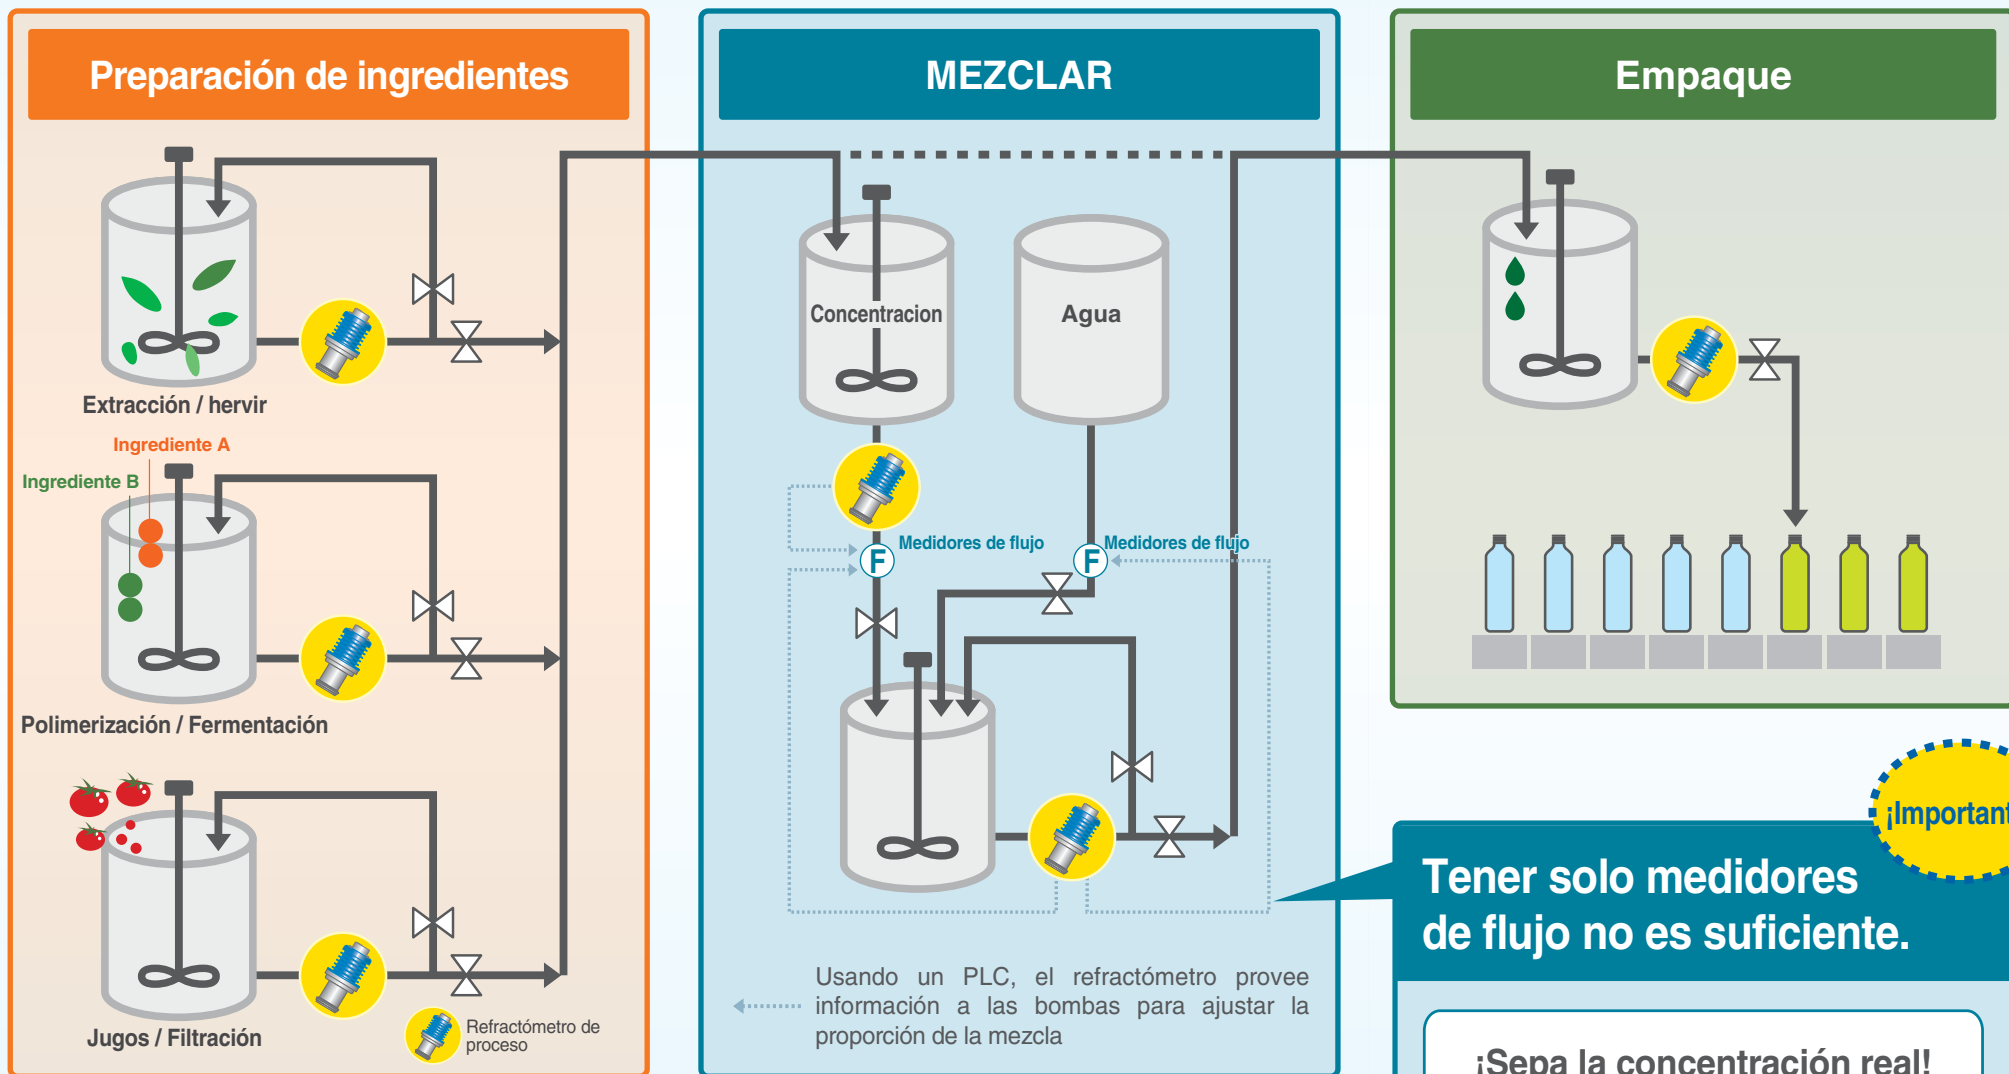 Preparación de ingredientes
Extracción / hervir
Ingrediente A
Ingrediente B
Polimerización / Fermentación
Jugos / Filtración
Refractómetro de
proceso
MEZCLAR
Concentracion
Agua
Medidores de flujo
F
Medidores de flujo
F
Usando un PLC, el refractómetro provee
información a las bombas para ajustar la
proporción de la mezcla
Empaque
¡Important
Tener solo medidores
de flujo no es suficiente.
¡Sepa la concentración real!